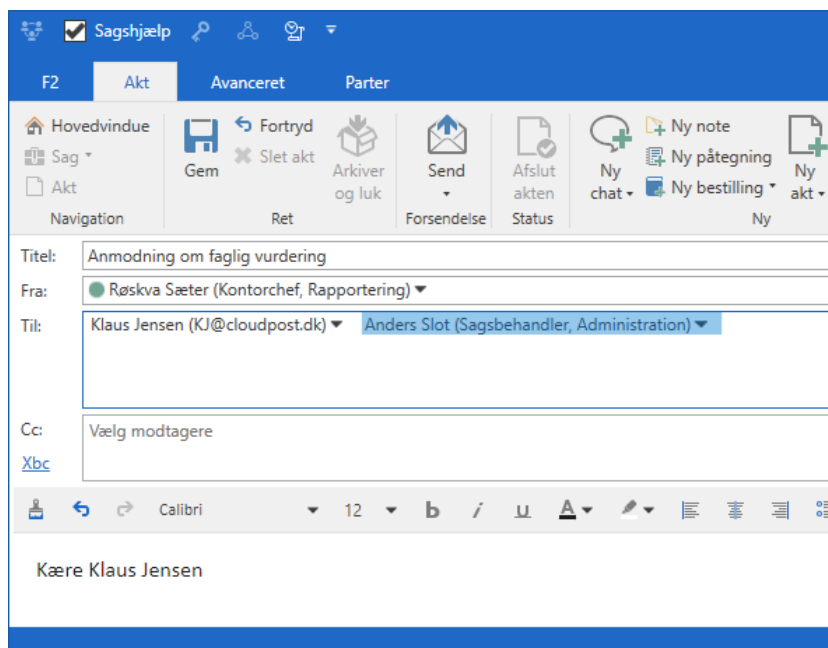 Sagshjælp
F2 Akt Avanceret Parter
Hovedvindue
Sag
Akt
Navigation
Gem
Fortryd
Slet akt
Arkiver og luk
Ret
Send
Forsendelse
Afslut akten
Status
Ny chat
Ny note
Ny påtegning
Ny bestilling
Ny akt
Ny
Titel: Anmodning om faglig vurdering
Fra: Røskva Sæter (Kontorchef, Rapportering)
Til: Klaus Jensen (KJ@cloudpost.dk) Anders Slot (Sagsbehandler, Administration)
Cc: Vælg modtagere
Xbc
Calibri 12 b i u A
Kære Klaus Jensen